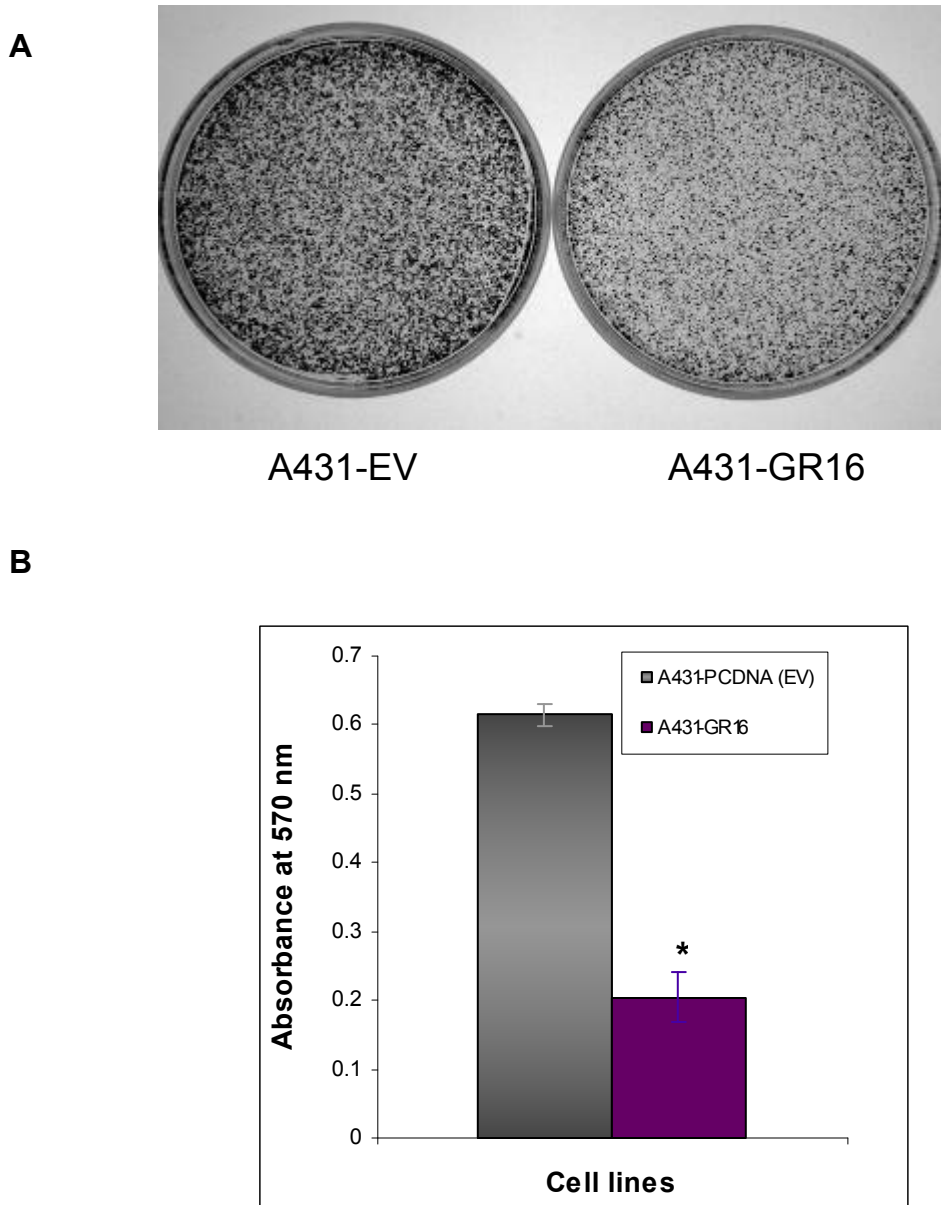 A
A431-EV A431-GR16
B
0.7
0.6
0.5
0.4
0.3
0.2
0.1
0
Absorbance at 570 nm
A431-PCDNA (EV)
A431-GR16
*
Cell lines